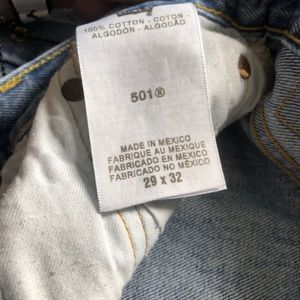 100% COTTON - COTON -
ALGODON - ALGODÃO
501®
MADE IN MEXICO
FABRIQUE AU MEXIQUE
FABRICADO EN MEXICO
FABRICADO NO MÉXICO
29 x 32